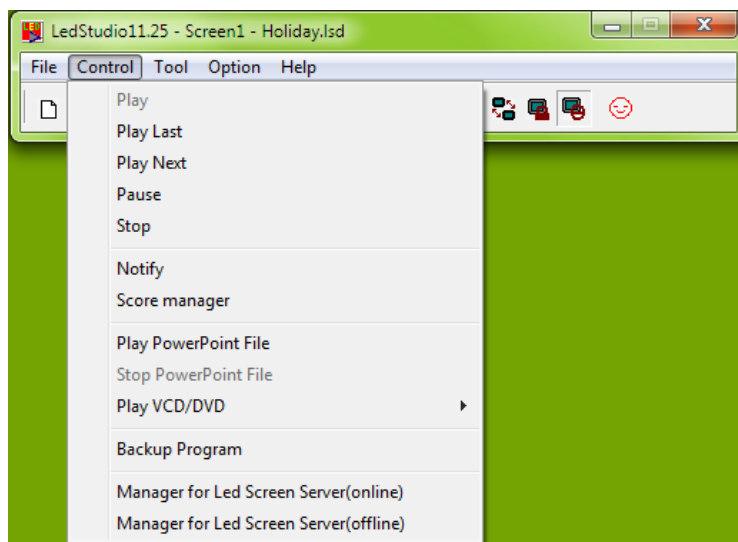 LedStudio11.25 - Screen1 - Holiday.lsd
File Control Tool Option Help
Play
Play Last
Play Next
Pause
Stop
Notify
Score manager
Play PowerPoint File
Stop PowerPoint File
Play VCD/DVD
Backup Program
Manager for Led Screen Server(online)
Manager for Led Screen Server(offline)